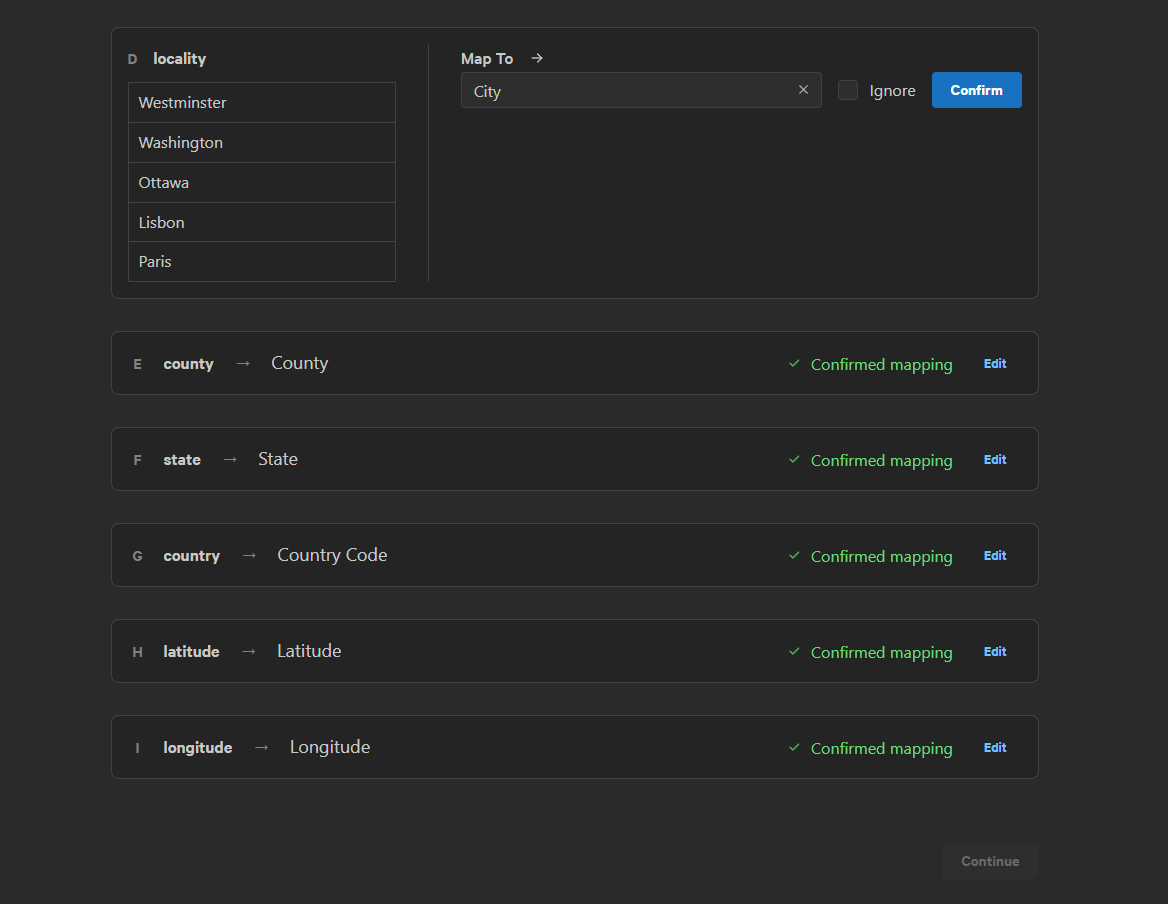 D locality
Map To →
Westminster
City × Ignore Confirm
Washington
Ottawa
Lisbon
Paris
E county → County ✓ Confirmed mapping Edit
F state → State ✓ Confirmed mapping Edit
G country → Country Code ✓ Confirmed mapping Edit
H latitude → Latitude ✓ Confirmed mapping Edit
I longitude → Longitude ✓ Confirmed mapping Edit
Continue